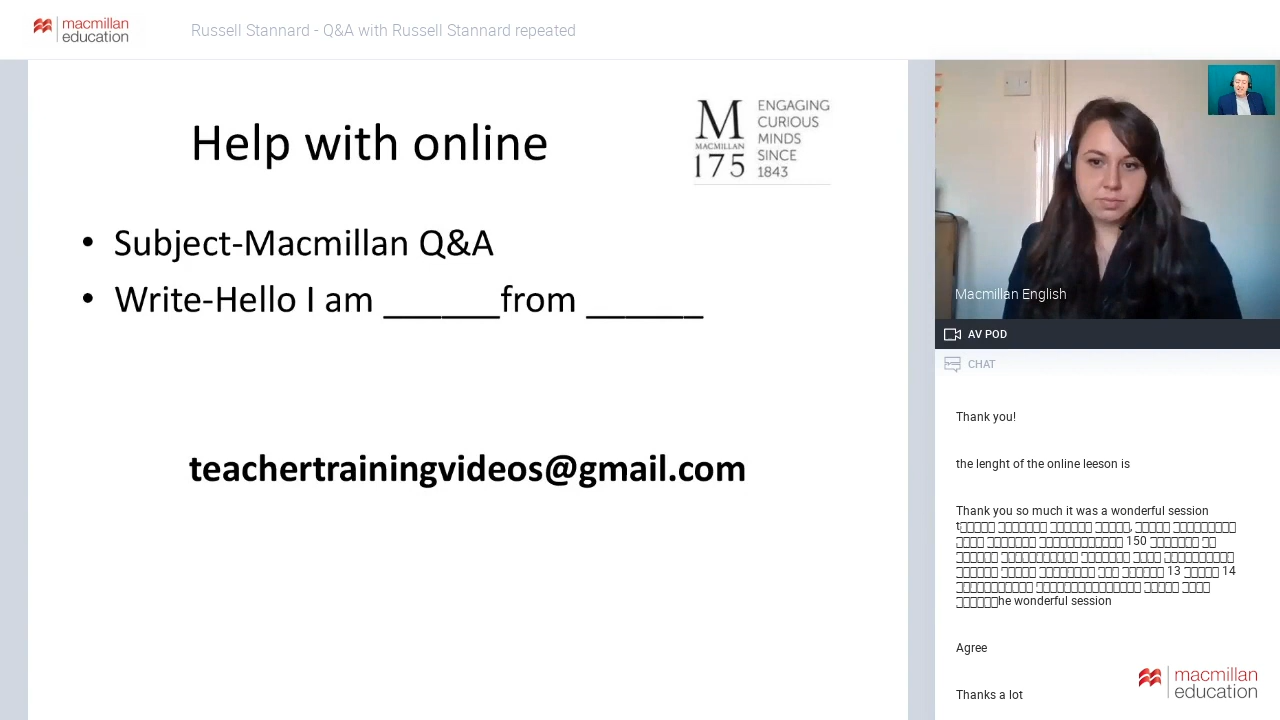 macmillan
education
Russell Stannard - Q&A with Russell Stannard repeated
Help with online
M
MACMILLAN
175
ENGAGING
CURIOUS
MINDS
SINCE
1843
• Subject-Macmillan Q&A
• Write-Hello I am ______from ______
teachertrainingvideos@gmail.com
Macmillan English
AV POD
CHAT
Thank you!
the lenght of the online leeson is
Thank you so much it was a wonderful session
t
150
13 14
he wonderful session
Agree
Thanks a lot
macmillan
education